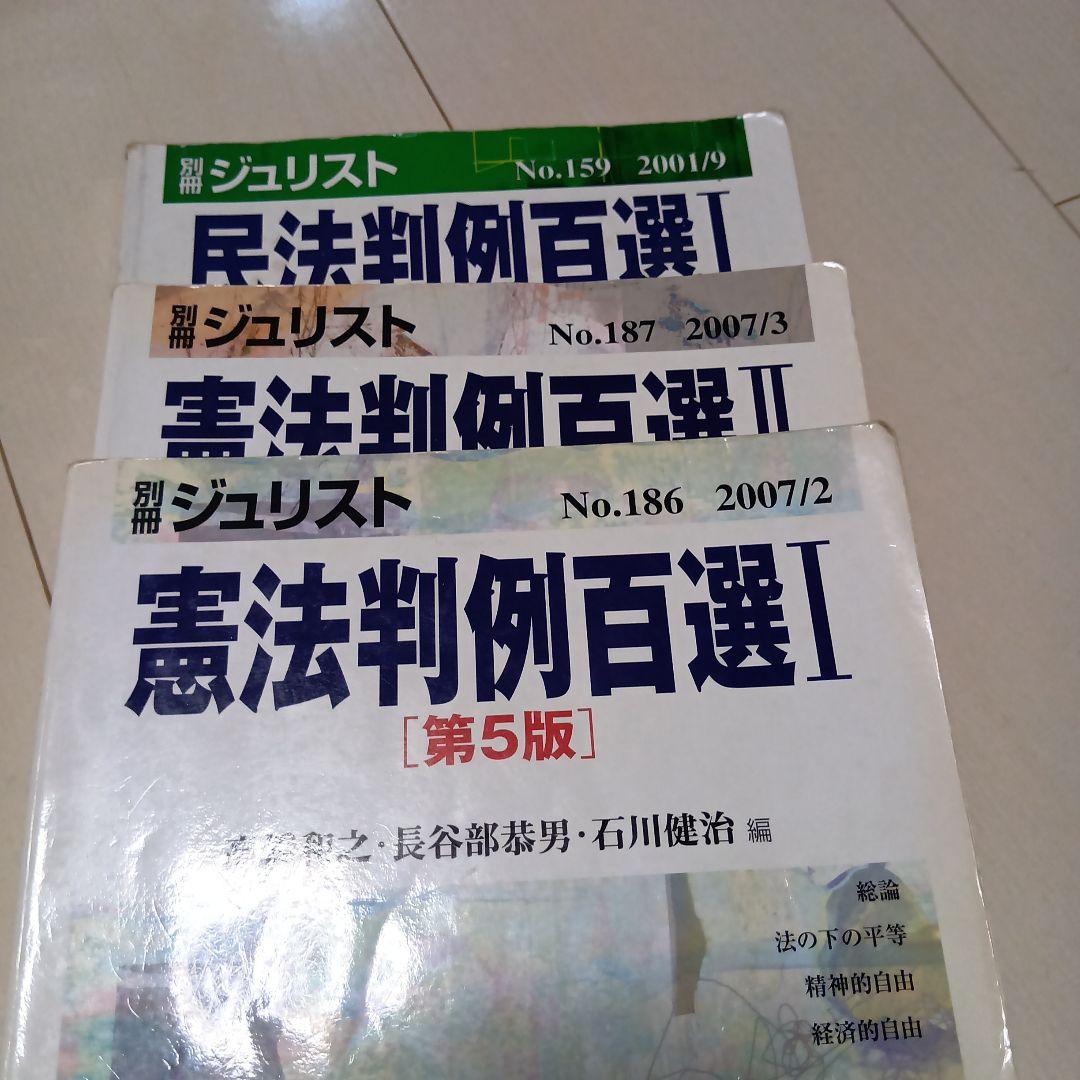 別冊 ジュリスト No.159 2001/9
民法判例百選Ⅰ
別冊 ジュリスト No.187 2007/3
憲法判例百選Ⅱ
別冊 ジュリスト No.186 2007/2
憲法判例百選Ⅰ
[第5版]
之・長谷部恭男・石川健治 編
総論
法の下の平等
精神的自由
経済的自由